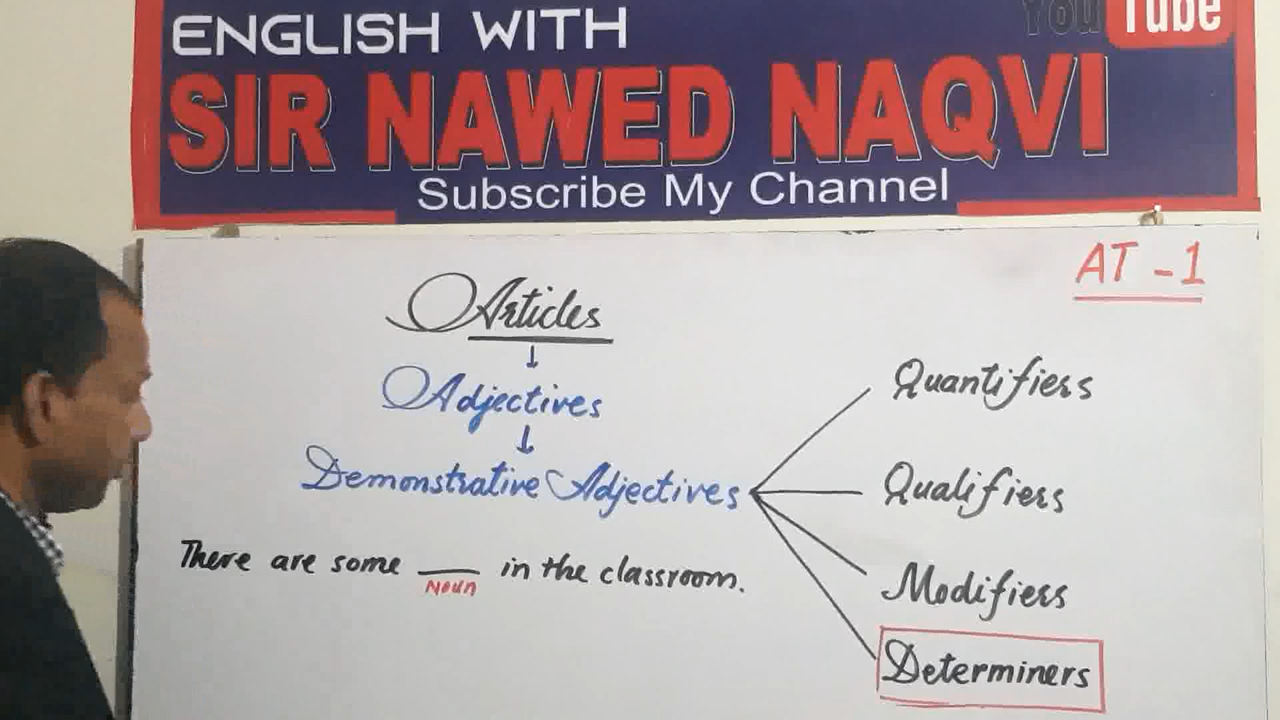 YouTube
ENGLISH WITH
SIR NAWED NAQVI
Subscribe My Channel
AT - 1
Articles
Adjectives
Demonstrative Adjectives
There are some ___ in the classroom.
Noun
Quantifiers
Qualifiers
Modifiers
Determiners